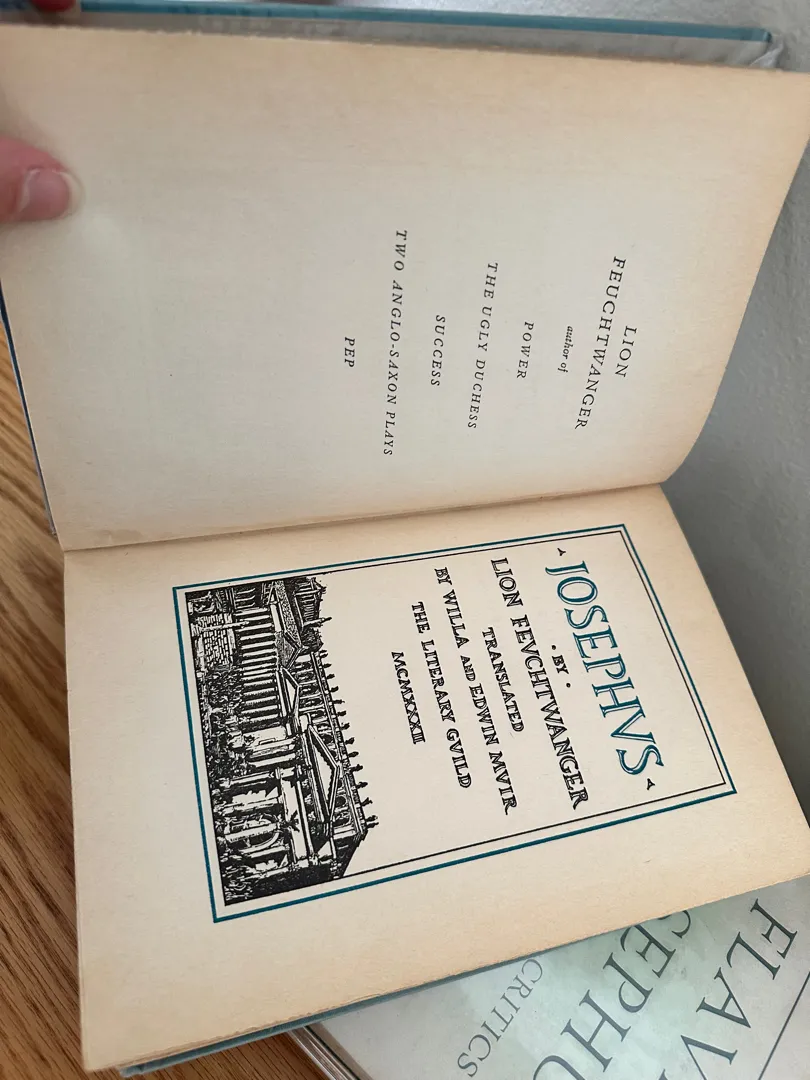 LION
FEUCHTWANGER
author of
POWER
THE UGLY DUCHESS
SUCCESS
TWO ANGLO-SAXON PLAYS
PEP
JOSEPHVS
· BY ·
LION FEVCHTWANGER
TRANSLATED
BY WILLA AND EDWIN MVIR
THE LITERARY GVILD
MCMXXXII
FLAV
SEPHU
CRITICS